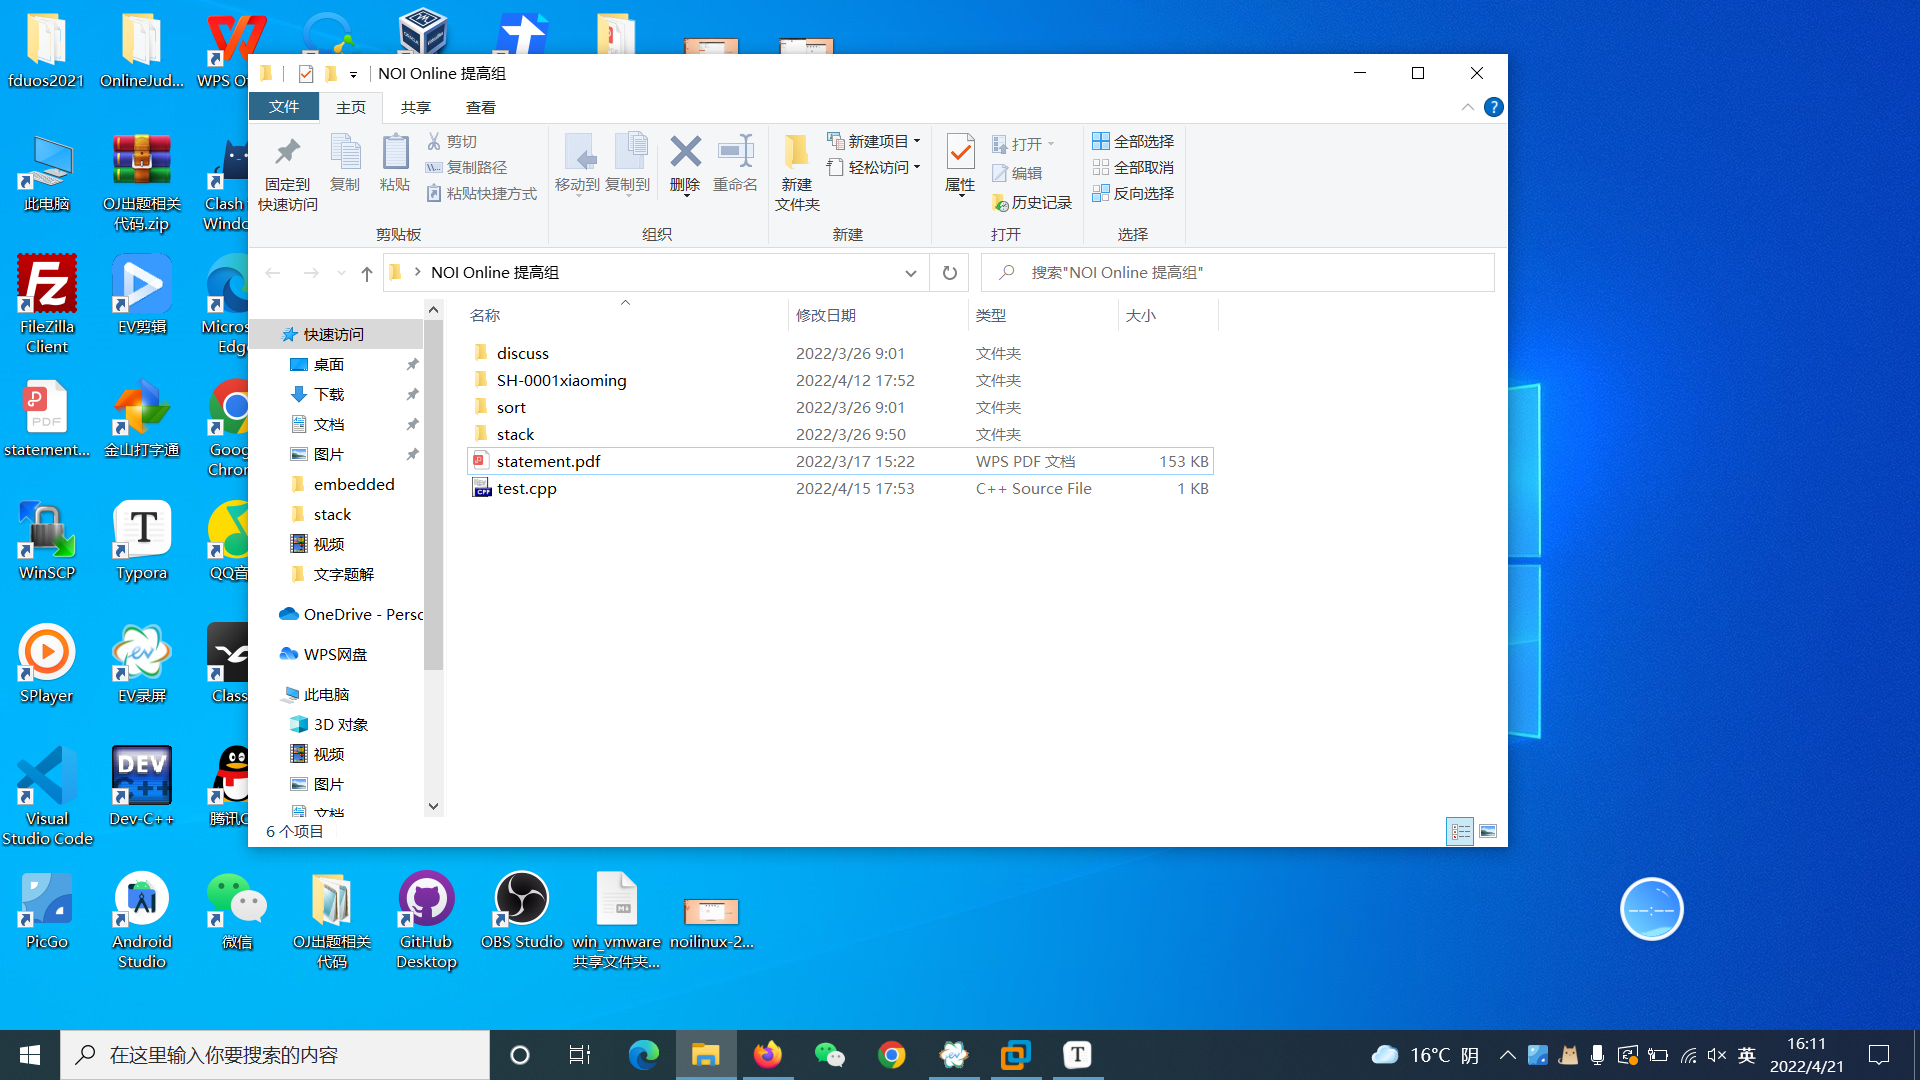 fduos2021
OnlineJud...
WPS O
NOI Online 提高组
文件
主页
共享
查看
固定到
快速访问
复制
粘贴
剪切
复制路径
粘贴快捷方式
剪贴板
移动到
复制到
删除
重命名
组织
新建
文件夹
新建项目
轻松访问
新建
属性
打开
编辑
历史记录
打开
全部选择
全部取消
反向选择
选择
NOI Online 提高组
搜索"NOI Online 提高组"
名称
修改日期
类型
大小
discuss
2022/3/26 9:01
文件夹
SH-0001xiaoming
2022/4/12 17:52
文件夹
sort
2022/3/26 9:01
文件夹
stack
2022/3/26 9:50
文件夹
statement.pdf
2022/3/17 15:22
WPS PDF 文档
153 KB
test.cpp
2022/4/15 17:53
C++ Source File
1 KB
快速访问
桌面
下载
文档
图片
embedded
stack
视频
文字题解
OneDrive - Perso
WPS网盘
此电脑
3D 对象
视频
图片
文档
6 个项目
此电脑
OJ出题相关
代码.zip
Clash
Windo
FileZilla
Client
EV剪辑
Micros
Edg
statement...
金山打字通
Goog
Chro
WinSCP
Typora
QQ音
SPlayer
EV录屏
Class
Visual
Studio Code
Dev-C++
腾讯
PicGo
Android
Studio
微信
OJ出题相关
代码
GitHub
Desktop
OBS Studio
win_vmware
共享文件夹...
noilinux-2...
在这里输入你要搜索的内容
16°C 阴
英
16:11
2022/4/21